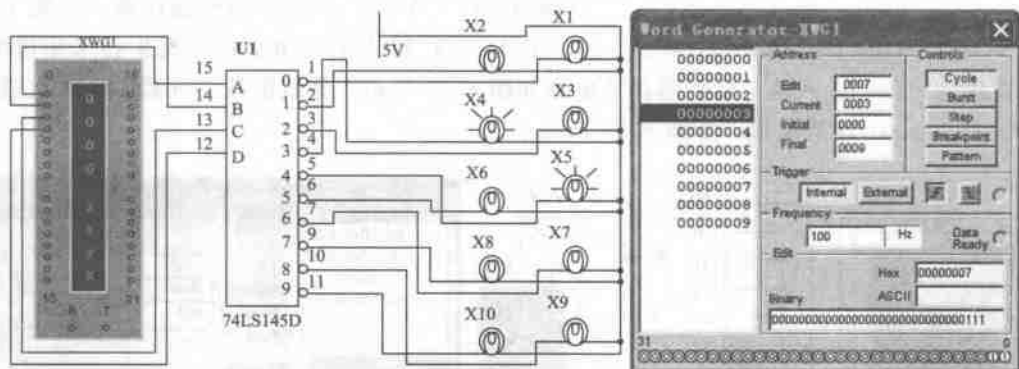 XWG1
15
14
13
12
A
B
C
D
U1
0
1
2
3
4
5
6
7
8
9
1
2
3
4
5
6
7
9
10
11
74LS145D
5V
X2
X1
X4
X3
X6
X5
X8
X7
X10
X9
Word Generator-XWG1
00000000
00000001
00000002
00000003
00000004
00000005
00000006
00000007
00000008
00000009
Address
Edit 0007
Current 0003
Initial 0000
Final 0009
Controls
Cycle
Burst
Step
Breakpoint
Pattern
Trigger
Internal External
Frequency
100 Hz
Data
Ready
Edit
Hex 00000007
ASCII
Binary
00000000000000000000000000000111
31 0